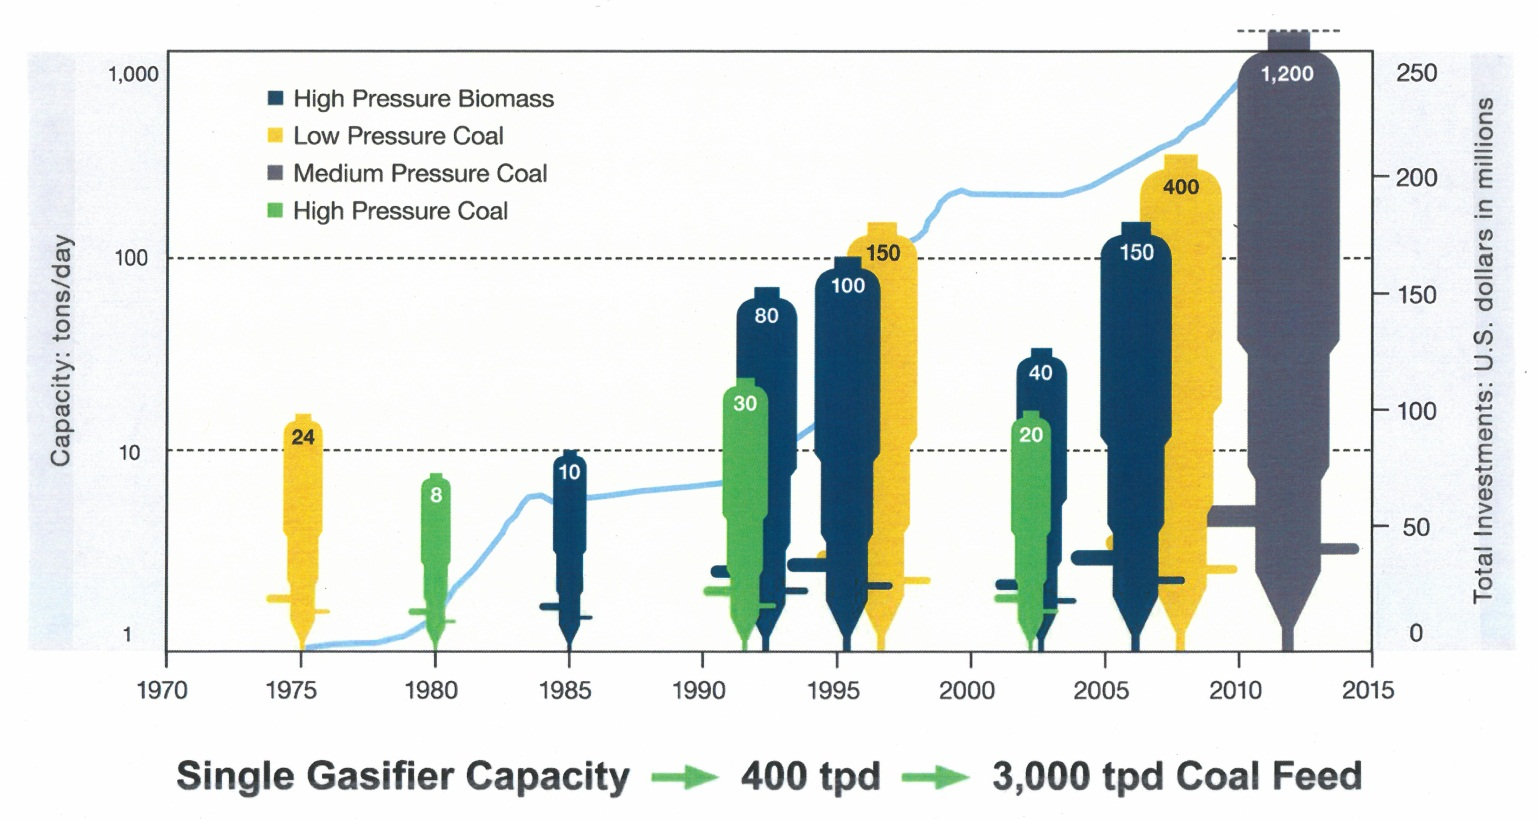 1,000
100
10
1
Capacity: tons/day
High Pressure Biomass
Low Pressure Coal
Medium Pressure Coal
High Pressure Coal
24
8
10
30
80
100
150
20
40
150
400
1,200
250
200
150
100
50
0
Total Investments: U.S. dollars in millions
1970 1975 1980 1985 1990 1995 2000 2005 2010 2015
Single Gasifier Capacity 400 tpd 3,000 tpd Coal Feed